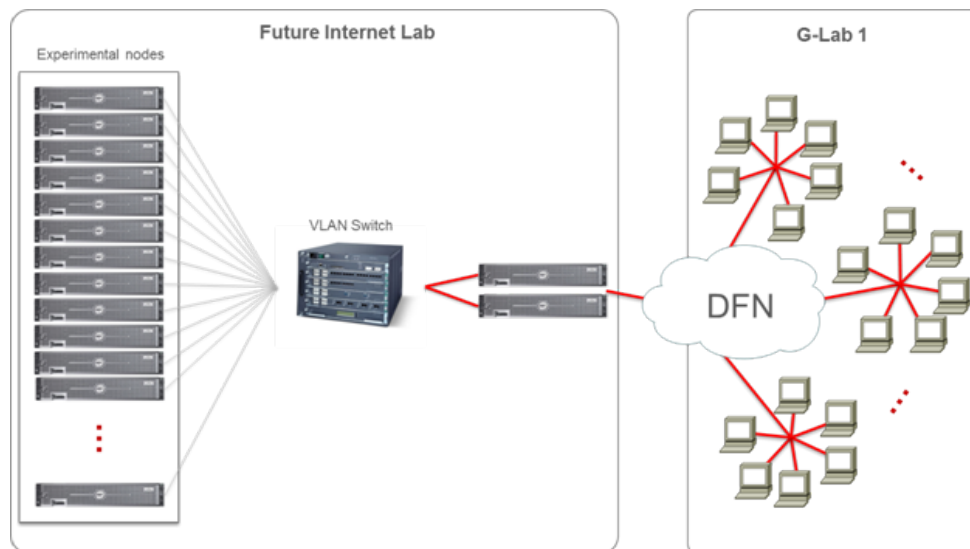 Future Internet Lab
G-Lab 1
Experimental nodes
VLAN Switch
DFN